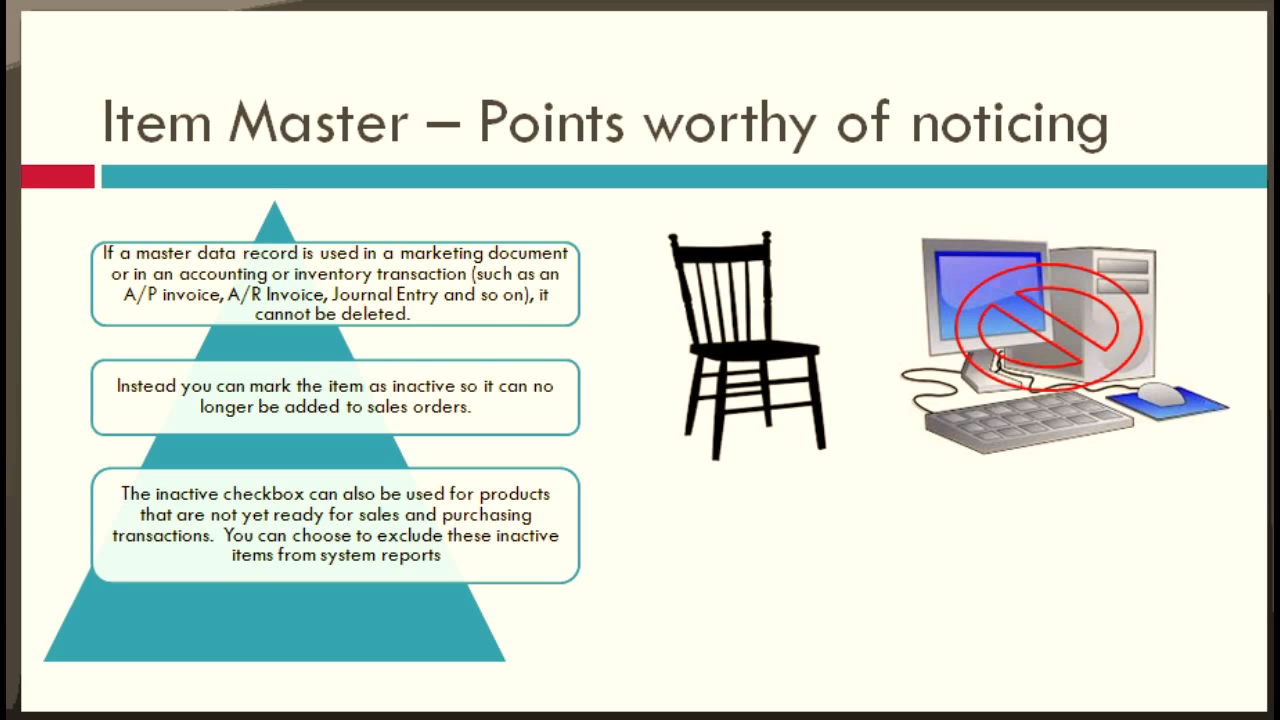 Item Master – Points worthy of noticing
If a master data record is used in a marketing document
or in an accounting or inventory transaction (such as an
A/P invoice, A/R Invoice, Journal Entry and so on), it
cannot be deleted.
Instead you can mark the item as inactive so it can no
longer be added to sales orders.
The inactive checkbox can also be used for products
that are not yet ready for sales and purchasing
transactions.  You can choose to exclude these inactive
items from system reports